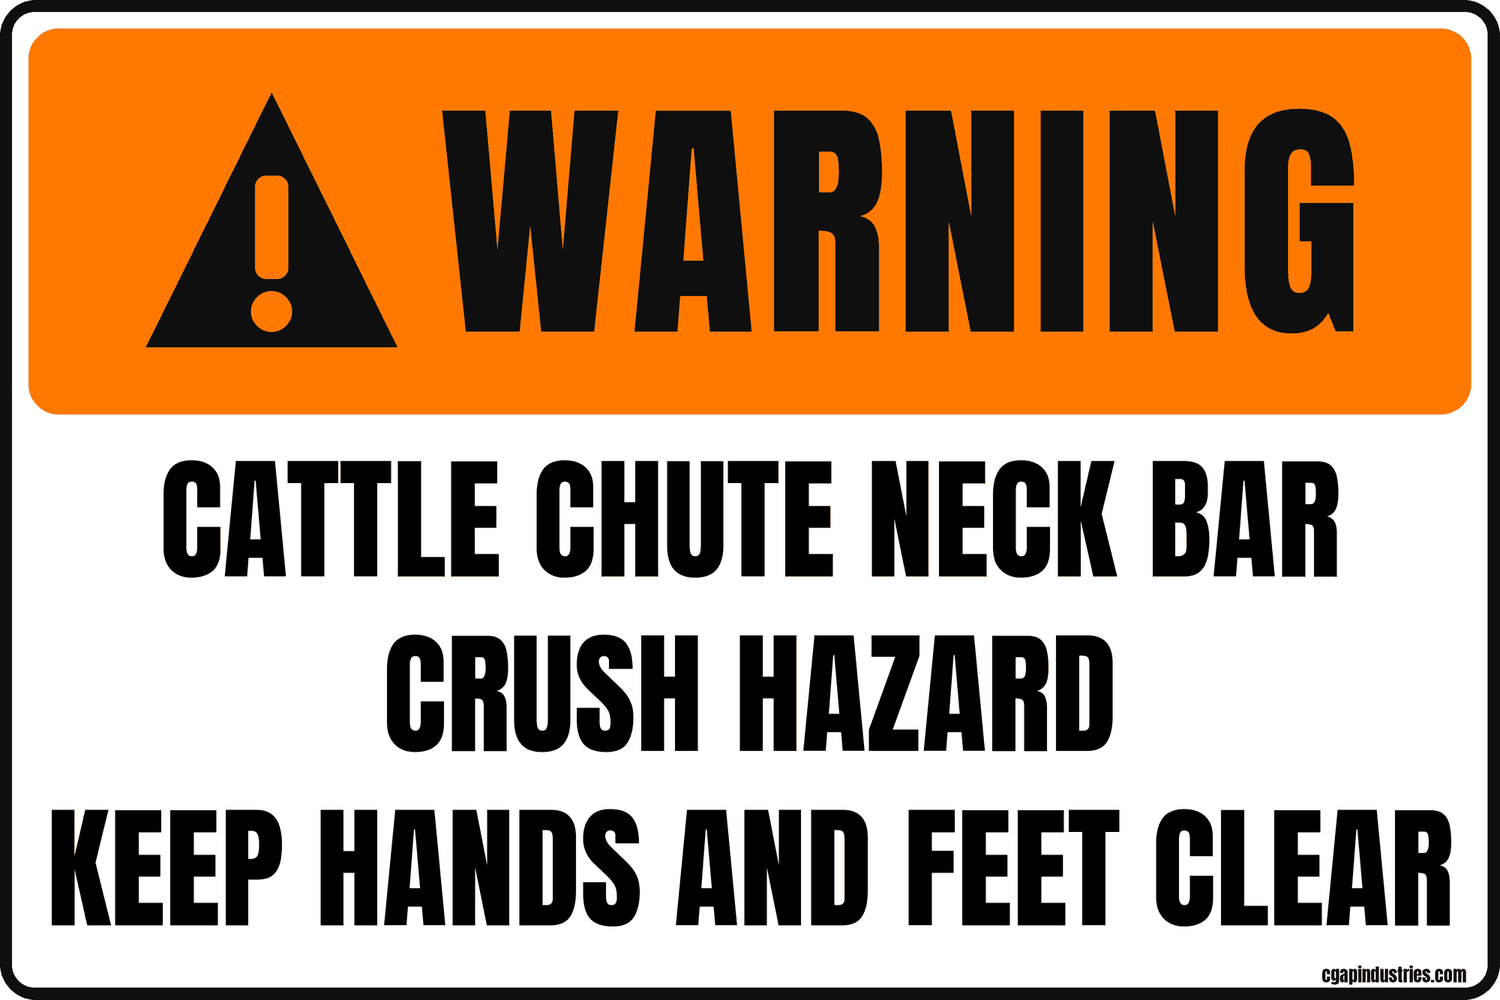 WARNING
CATTLE CHUTE NECK BAR
CRUSH HAZARD
KEEP HANDS AND FEET CLEAR
cgapindustries.com